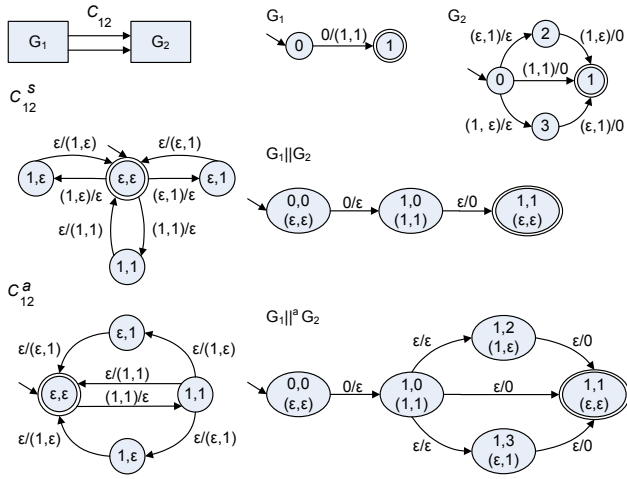 C12
G1
G2
G1
0
0/(1,1)
1
G2
2
(ε,1)/ε
(1,ε)/0
0
(1,1)/0
1
(1, ε)/ε
(ε,1)/0
3
C12^s
ε/(1,ε)
ε/(ε,1)
1,ε
ε,ε
ε,1
(1,ε)/ε
(ε,1)/ε
ε/(1,1)
(1,1)/ε
1,1
G1||G2
0,0
(ε,ε)
0/ε
1,0
(1,1)
ε/0
1,1
(ε,ε)
C12^a
ε,1
ε/(ε,1)
ε/(1,ε)
ε/(1,1)
ε,ε
(1,1)/ε
1,1
ε/(1,ε)
ε/(ε,1)
1,ε
G1||^a G2
1,2
(1,ε)
ε/ε
ε/0
0,0
(ε,ε)
0/ε
1,0
(1,1)
ε/0
1,1
(ε,ε)
ε/ε
ε/0
1,3
(ε,1)